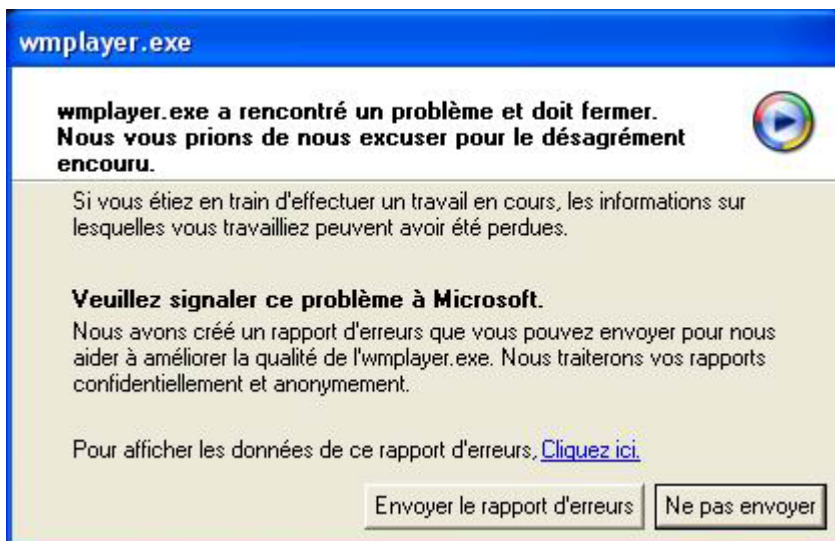 wmplayer.exe
wmplayer.exe a rencontré un problème et doit fermer.
Nous vous prions de nous excuser pour le désagrément
encouru.
Si vous étiez en train d'effectuer un travail en cours, les informations sur
lesquelles vous travailliez peuvent avoir été perdues.
Veuillez signaler ce problème à Microsoft.
Nous avons créé un rapport d'erreurs que vous pouvez envoyer pour nous
aider à améliorer la qualité de l'wmplayer.exe. Nous traiterons vos rapports
confidentiellement et anonymement.
Pour afficher les données de ce rapport d'erreurs, Cliquez ici.
Envoyer le rapport d'erreurs Ne pas envoyer